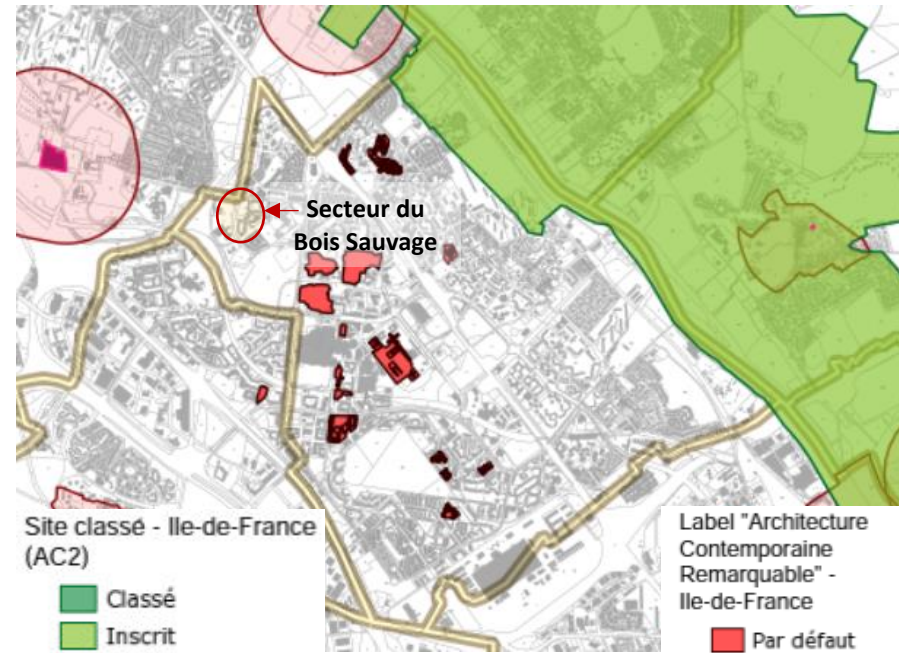 Secteur du
Bois Sauvage
Site classé - Ile-de-France
(AC2)
Classé
Inscrit
Label "Architecture
Contemporaine
Remarquable" -
Ile-de-France
Par défaut